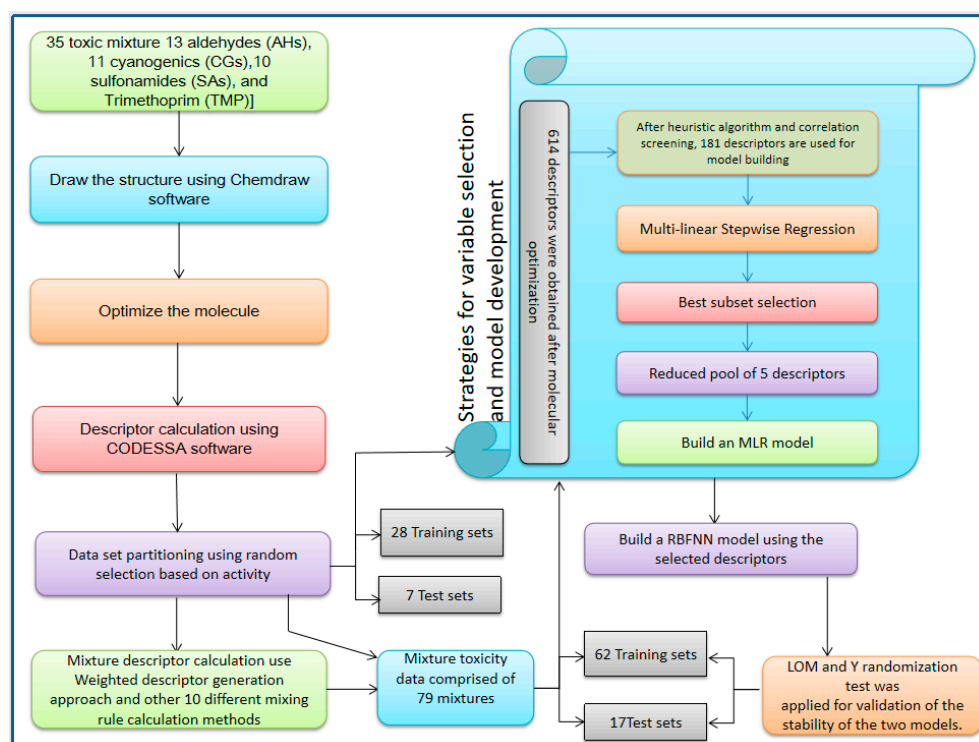 35 toxic mixture 13 aldehydes (AHs),
11 cyanogenics (CGs),10
sulfonamides (SAs), and
Trimethoprim (TMP)]
Draw the structure using Chemdraw
software
Optimize the molecule
Descriptor calculation using
CODESSA software
Data set partitioning using random
selection based on activity
Mixture descriptor calculation use
Weighted descriptor generation
approach and other 10 different mixing
rule calculation methods
28 Training sets
7 Test sets
Mixture toxicity
data comprised of
79 mixtures
Strategies for variable selection
and model development
614 descriptors were obtained after molecular
optimization
After heuristic algorithm and correlation
screening, 181 descriptors are used for
model building
Multi-linear Stepwise Regression
Best subset selection
Reduced pool of 5 descriptors
Build an MLR model
Build a RBFNN model using the
selected descriptors
62 Training sets
17Test sets
LOM and Y randomization
test was
applied for validation of the
stability of the two models.